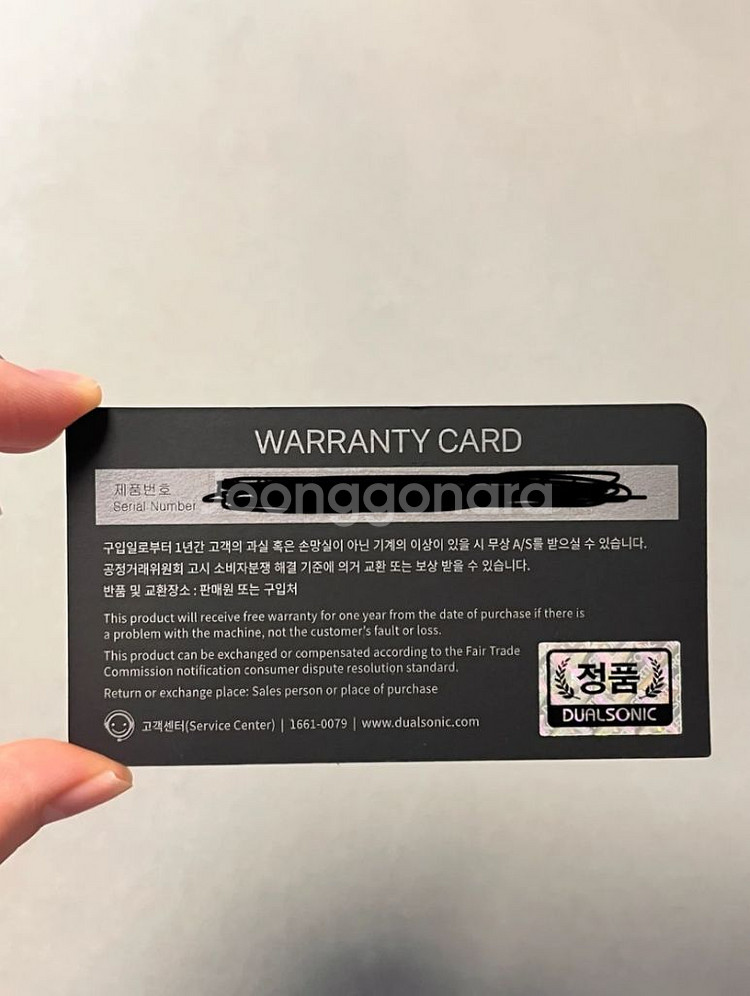 WARRANTY CARD
제품번호
Serial Number
Joonggonara
구입일로부터 1년간 고객의 과실 혹은 손망실이 아닌 기계의 이상이 있을 시 무상 A/S를 받으실 수 있습니다.
공정거래위원회 고시 소비자분쟁 해결 기준에 의거 교환 또는 보상 받을 수 있습니다.
반품 및 교환장소 : 판매원 또는 구입처
This product will receive free warranty for one year from the date of purchase if there is
a problem with the machine, not the customer's fault or loss.
This product can be exchanged or compensated according to the Fair Trade
Commission notification consumer dispute resolution standard.
Return or exchange place: Sales person or place of purchase
고객센터(Service Center) | 1661-0079 | www.dualsonic.com
정품
DUALSONIC